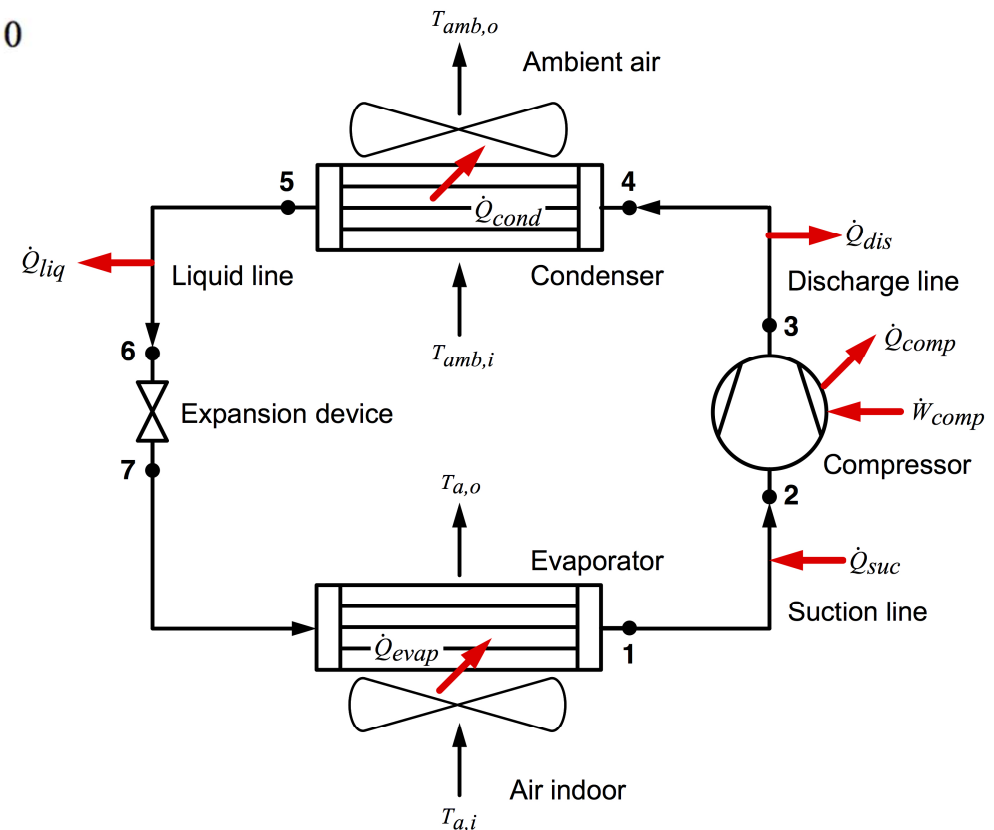 0
T_amb,o
Ambient air
5
4
Q̇_cond
Q̇_dis
Q̇_liq
Liquid line
Condenser
Discharge line
3
6
T_amb,i
Q̇_comp
Expansion device
Ẇ_comp
7
Compressor
T_a,o
2
Evaporator
Q̇_suc
Suction line
Q̇_evap
1
Air indoor
T_a,i